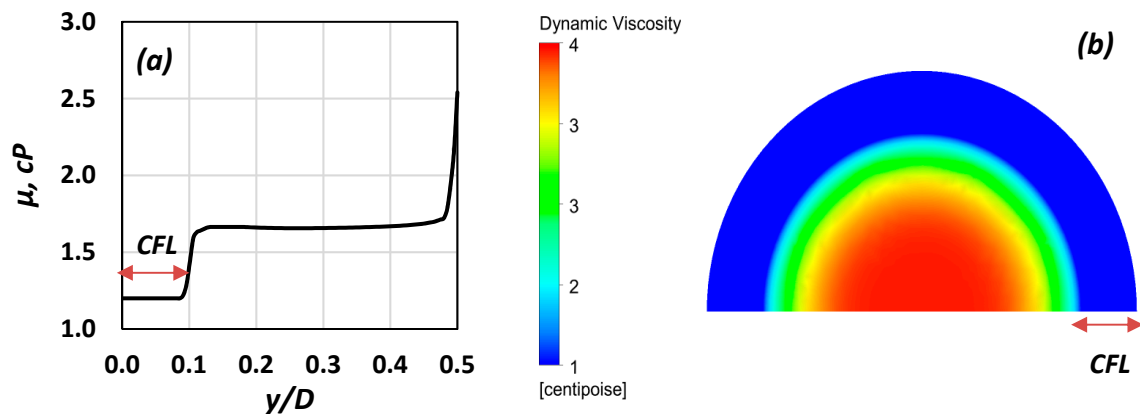 (a)
3.0
2.5
2.0
1.5
1.0
μ, cP
CFL
0.0 0.1 0.2 0.3 0.4 0.5
y/D
Dynamic Viscosity
4
3
3
2
1
[centipoise]
(b)
CFL